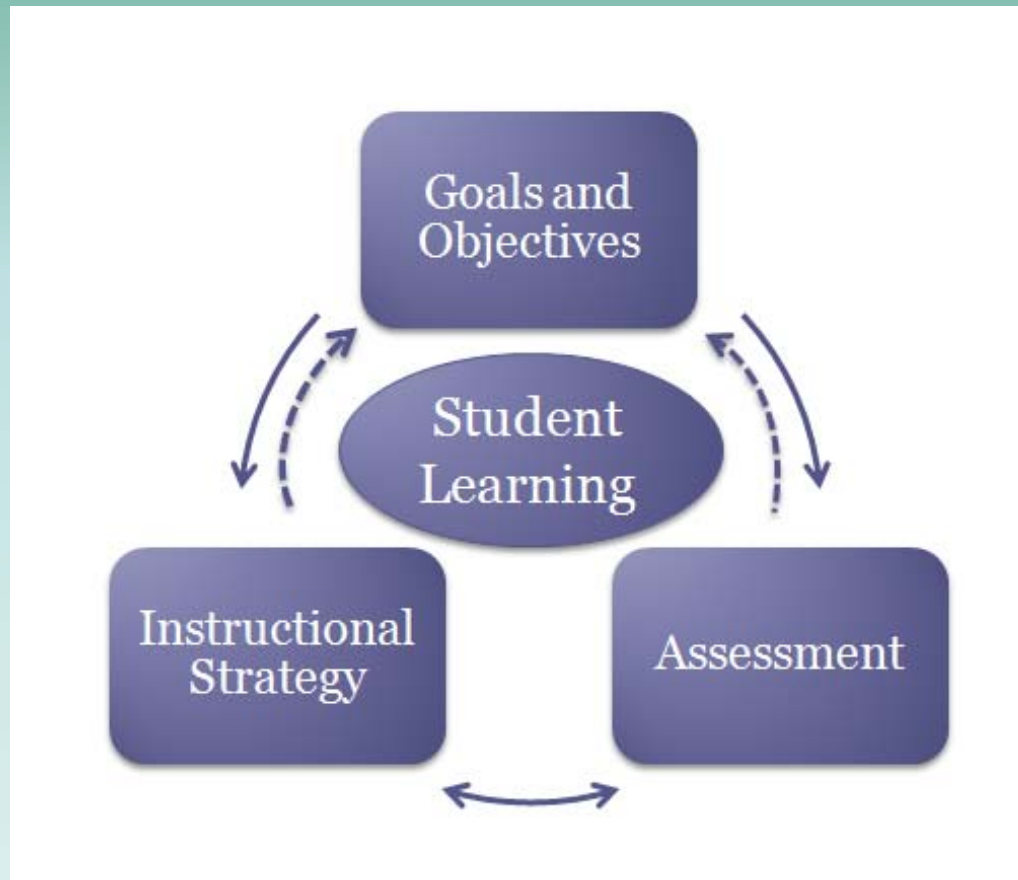 Goals and
Objectives
Student
Learning
Instructional
Strategy
Assessment